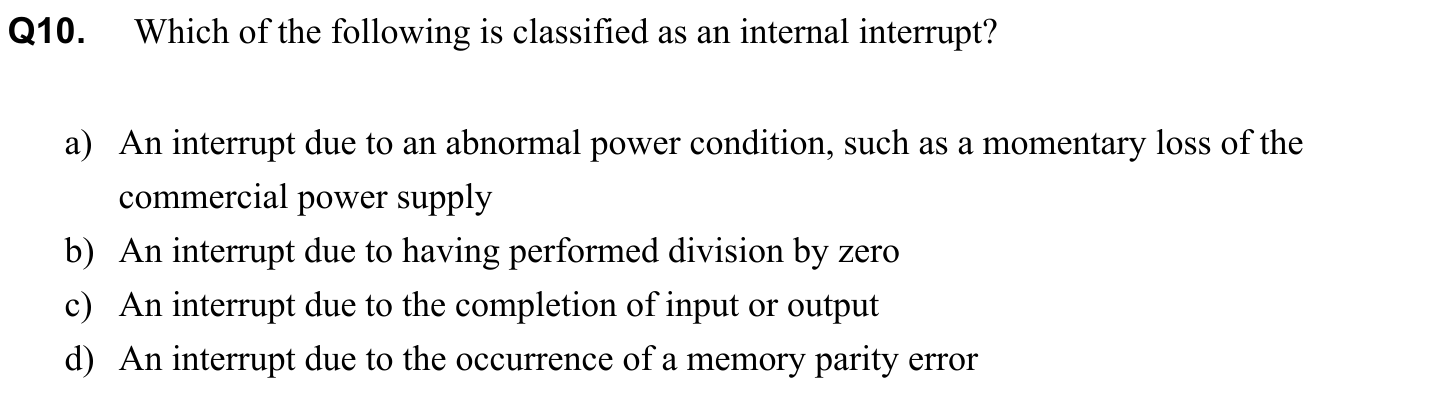 Q10. Which of the following is classified as an internal interrupt?
a) An interrupt due to an abnormal power condition, such as a momentary loss of the
commercial power supply
b) An interrupt due to having performed division by zero
c) An interrupt due to the completion of input or output
d) An interrupt due to the occurrence of a memory parity error